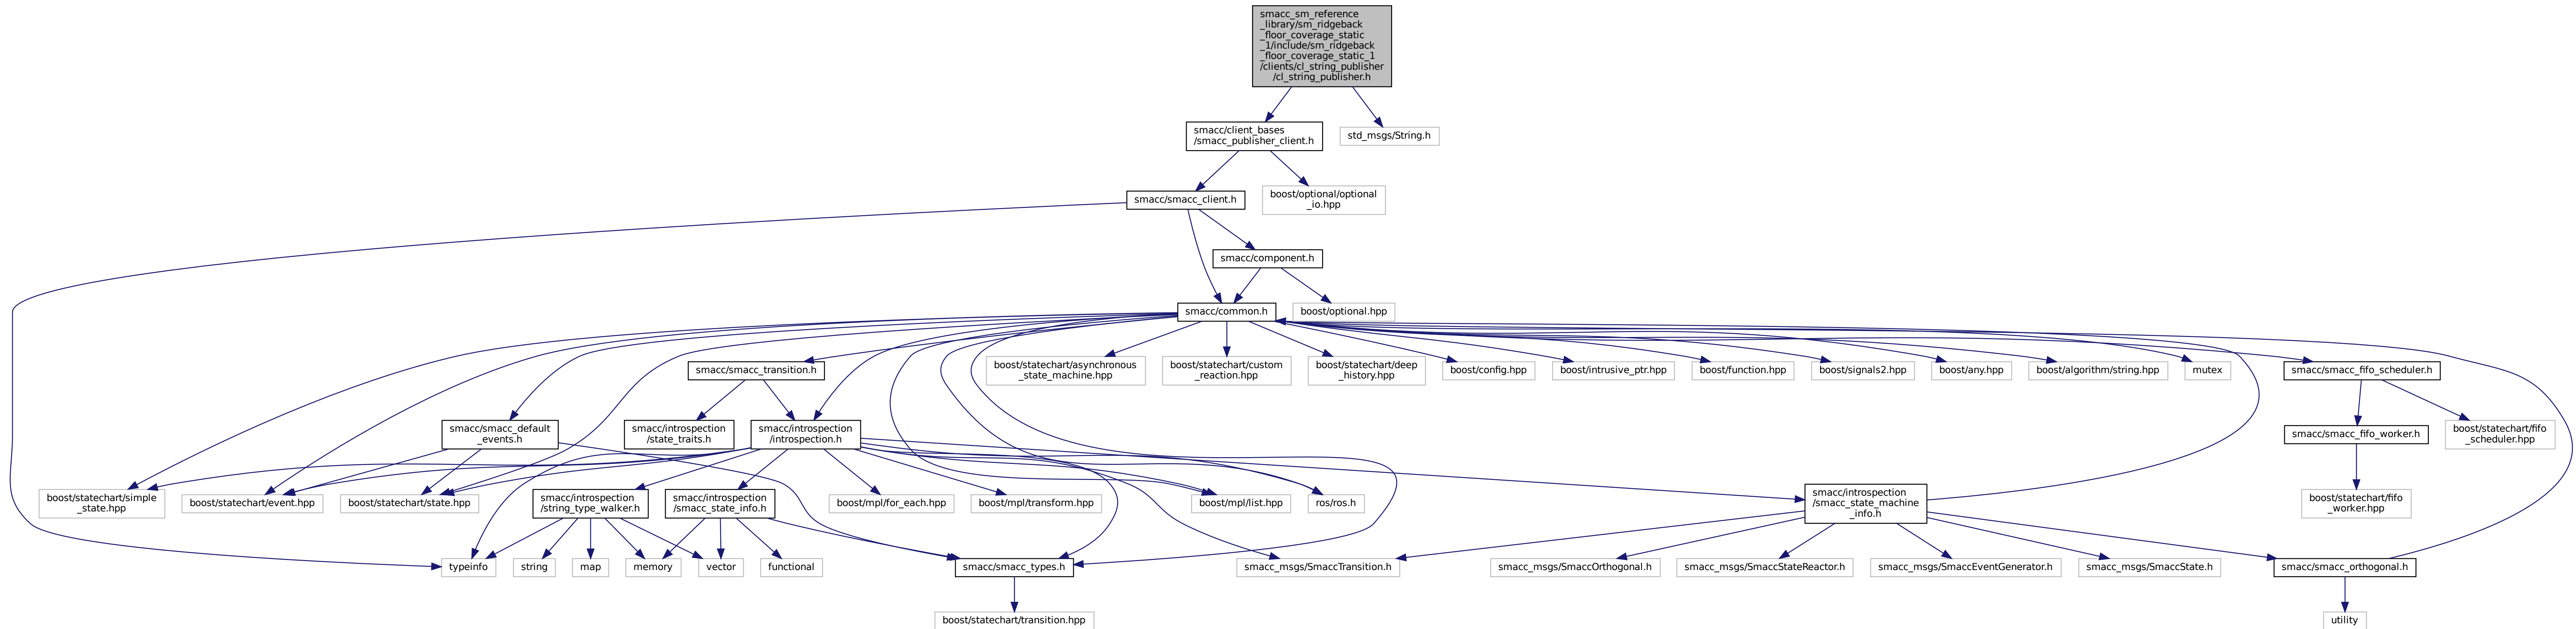 smacc_sm_reference
_library/sm_ridgeback
_floor_coverage_static
_1/include/sm_ridgeback
_floor_coverage_static_1
/clients/cl_string_publisher
/cl_string_publisher.h
smacc/client_bases
/smacc_publisher_client.h
std_msgs/String.h
smacc/smacc_client.h
boost/optional/optional
_io.hpp
smacc/component.h
smacc/common.h
boost/optional.hpp
smacc/smacc_transition.h
boost/statechart/asynchronous
_state_machine.hpp
boost/statechart/custom
_reaction.hpp
boost/statechart/deep
_history.hpp
boost/config.hpp
boost/intrusive_ptr.hpp
boost/function.hpp
boost/signals2.hpp
boost/any.hpp
boost/algorithm/string.hpp
mutex
smacc/smacc_fifo_scheduler.h
smacc/smacc_default
_events.h
smacc/introspection
/state_traits.h
smacc/introspection
/introspection.h
smacc/smacc_fifo_worker.h
boost/statechart/fifo
_scheduler.hpp
boost/statechart/simple
_state.hpp
boost/statechart/event.hpp
boost/statechart/state.hpp
smacc/introspection
/string_type_walker.h
smacc/introspection
/smacc_state_info.h
boost/mpl/for_each.hpp
boost/mpl/transform.hpp
boost/mpl/list.hpp
ros/ros.h
smacc/introspection
/smacc_state_machine
_info.h
boost/statechart/fifo
_worker.hpp
typeinfo
string
map
memory
vector
functional
smacc/smacc_types.h
smacc_msgs/SmaccTransition.h
smacc_msgs/SmaccOrthogonal.h
smacc_msgs/SmaccStateReactor.h
smacc_msgs/SmaccEventGenerator.h
smacc_msgs/SmaccState.h
smacc/smacc_orthogonal.h
boost/statechart/transition.hpp
utility